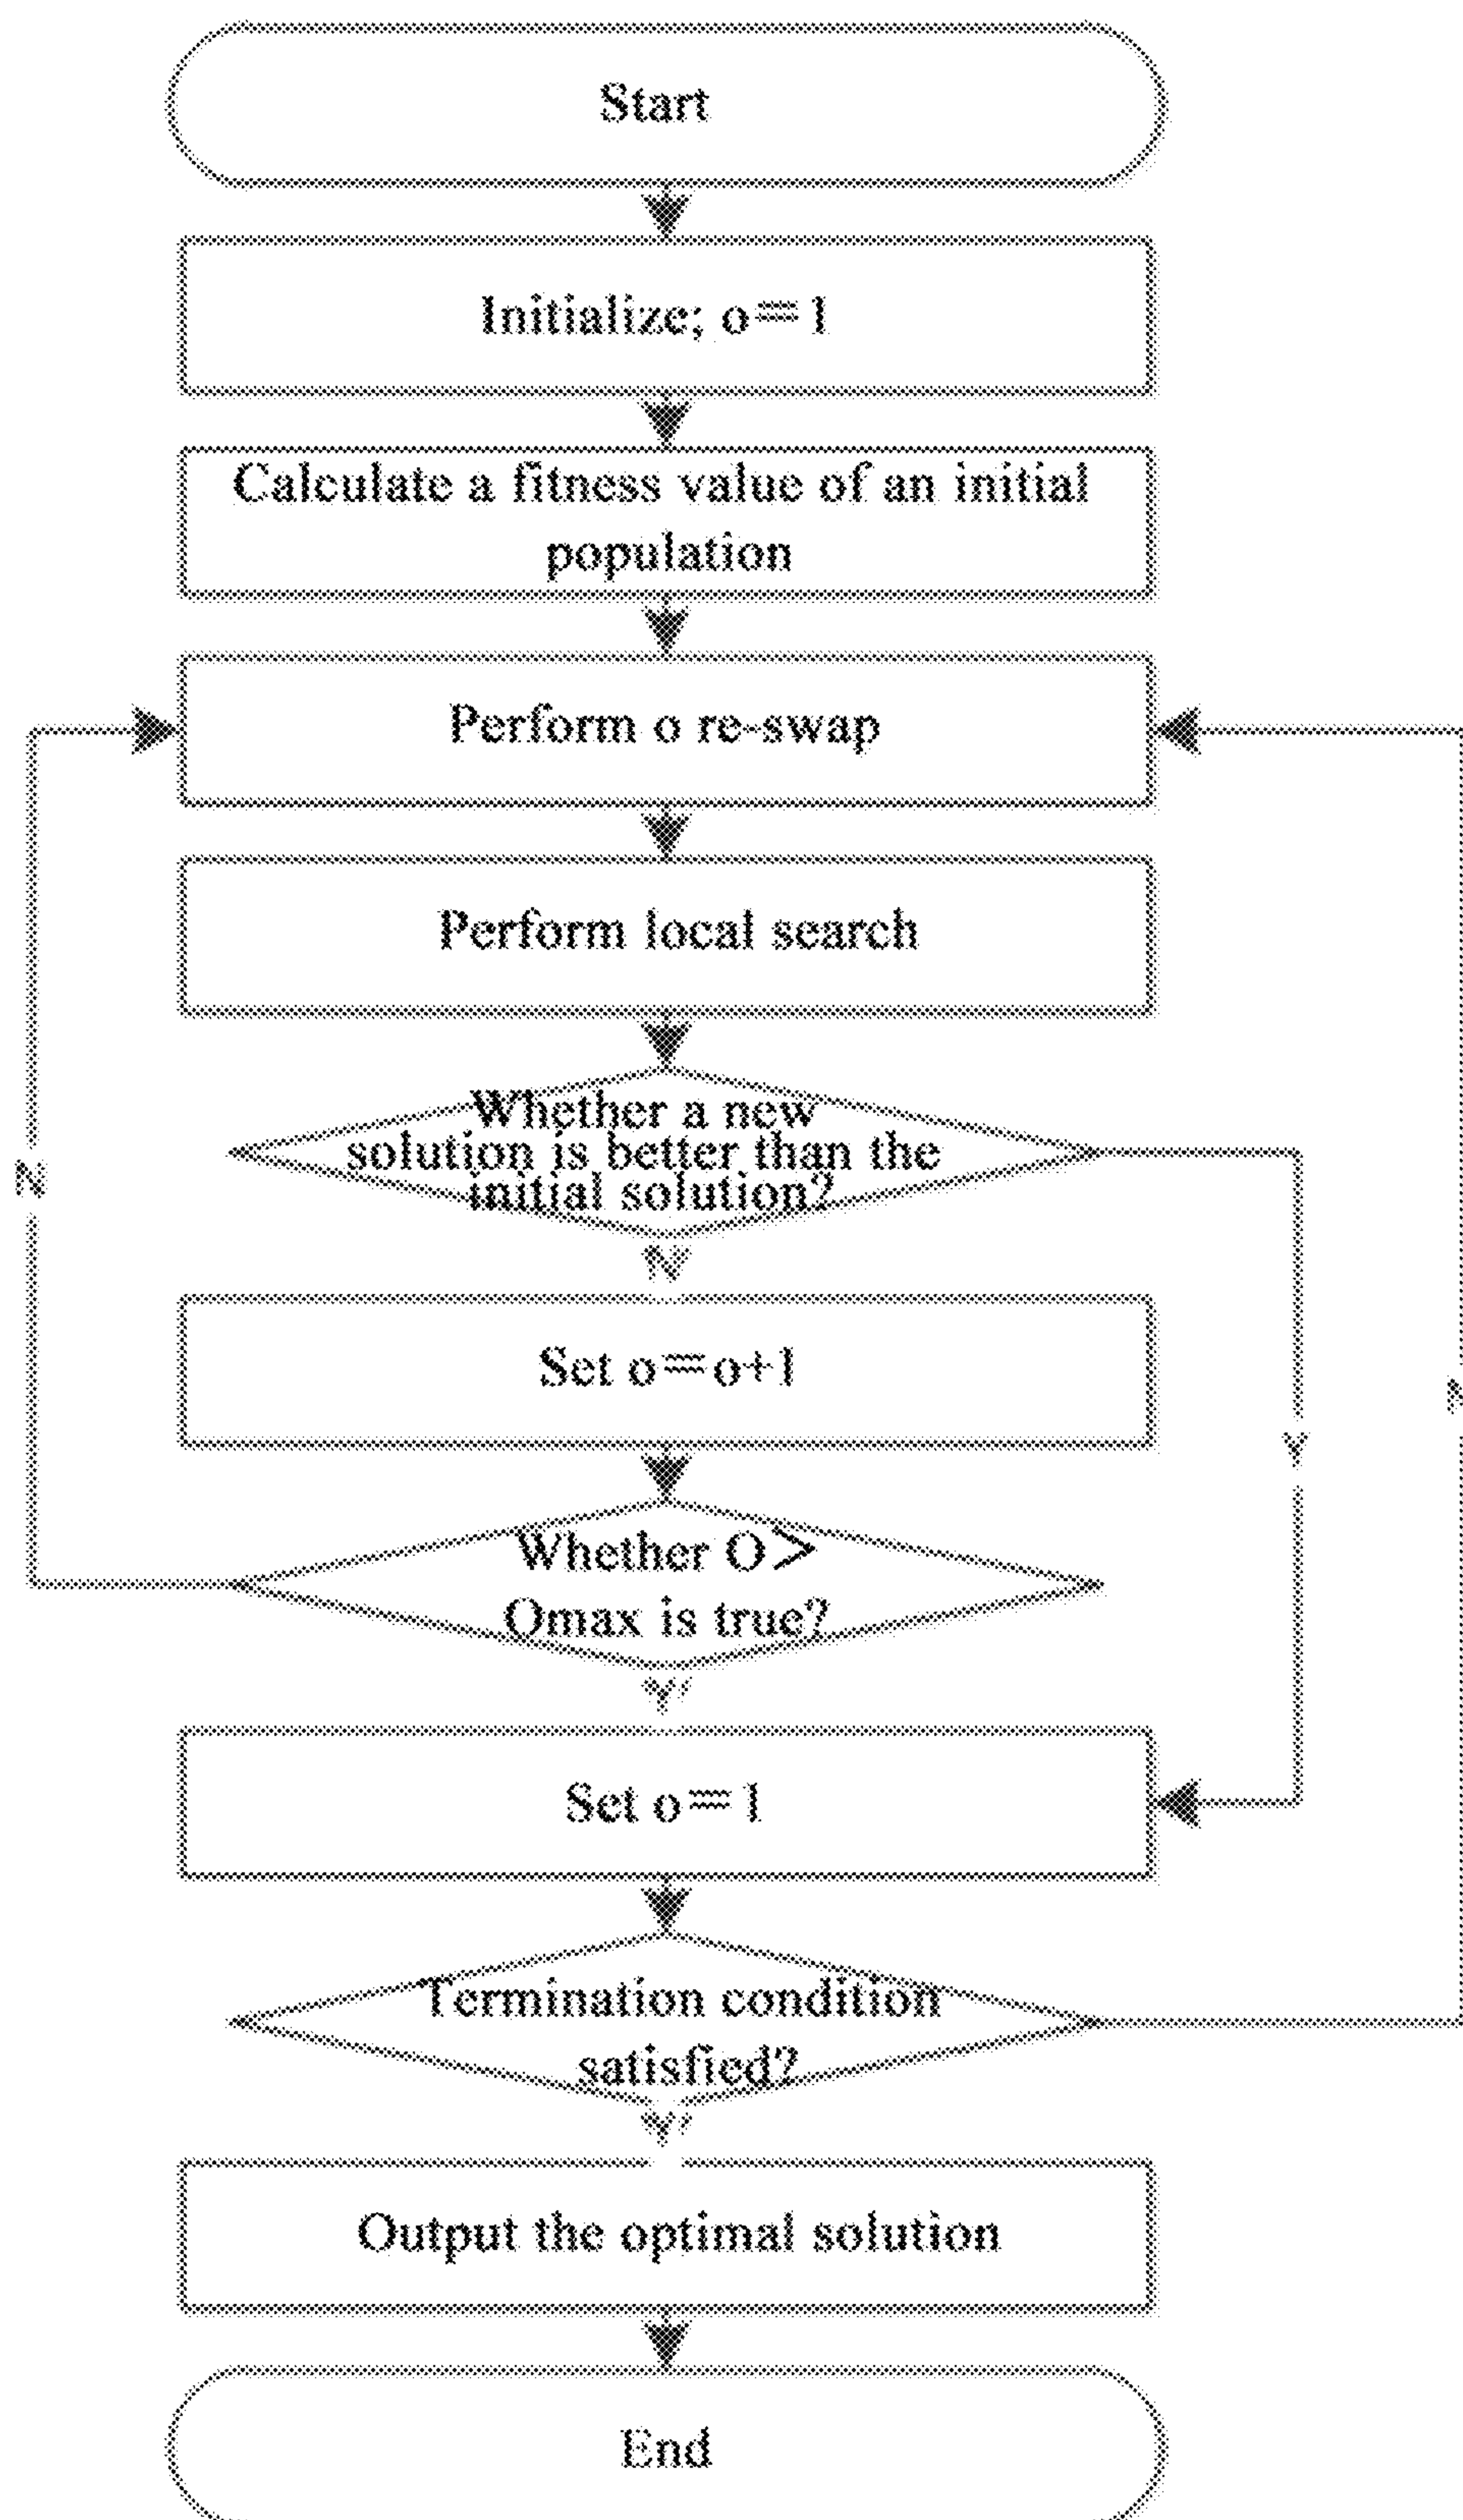 Start
Initialize; o=1
Calculate a fitness value of an initial
population
Perform o re-swap
Perform local search
Whether a new
solution is better than the
initial solution?
N
N
Set o=o+1
Y
Whether O>
Omax is true?
Y
Set o=1
Termination condition
satisfied?
Y
Output the optimal solution
End